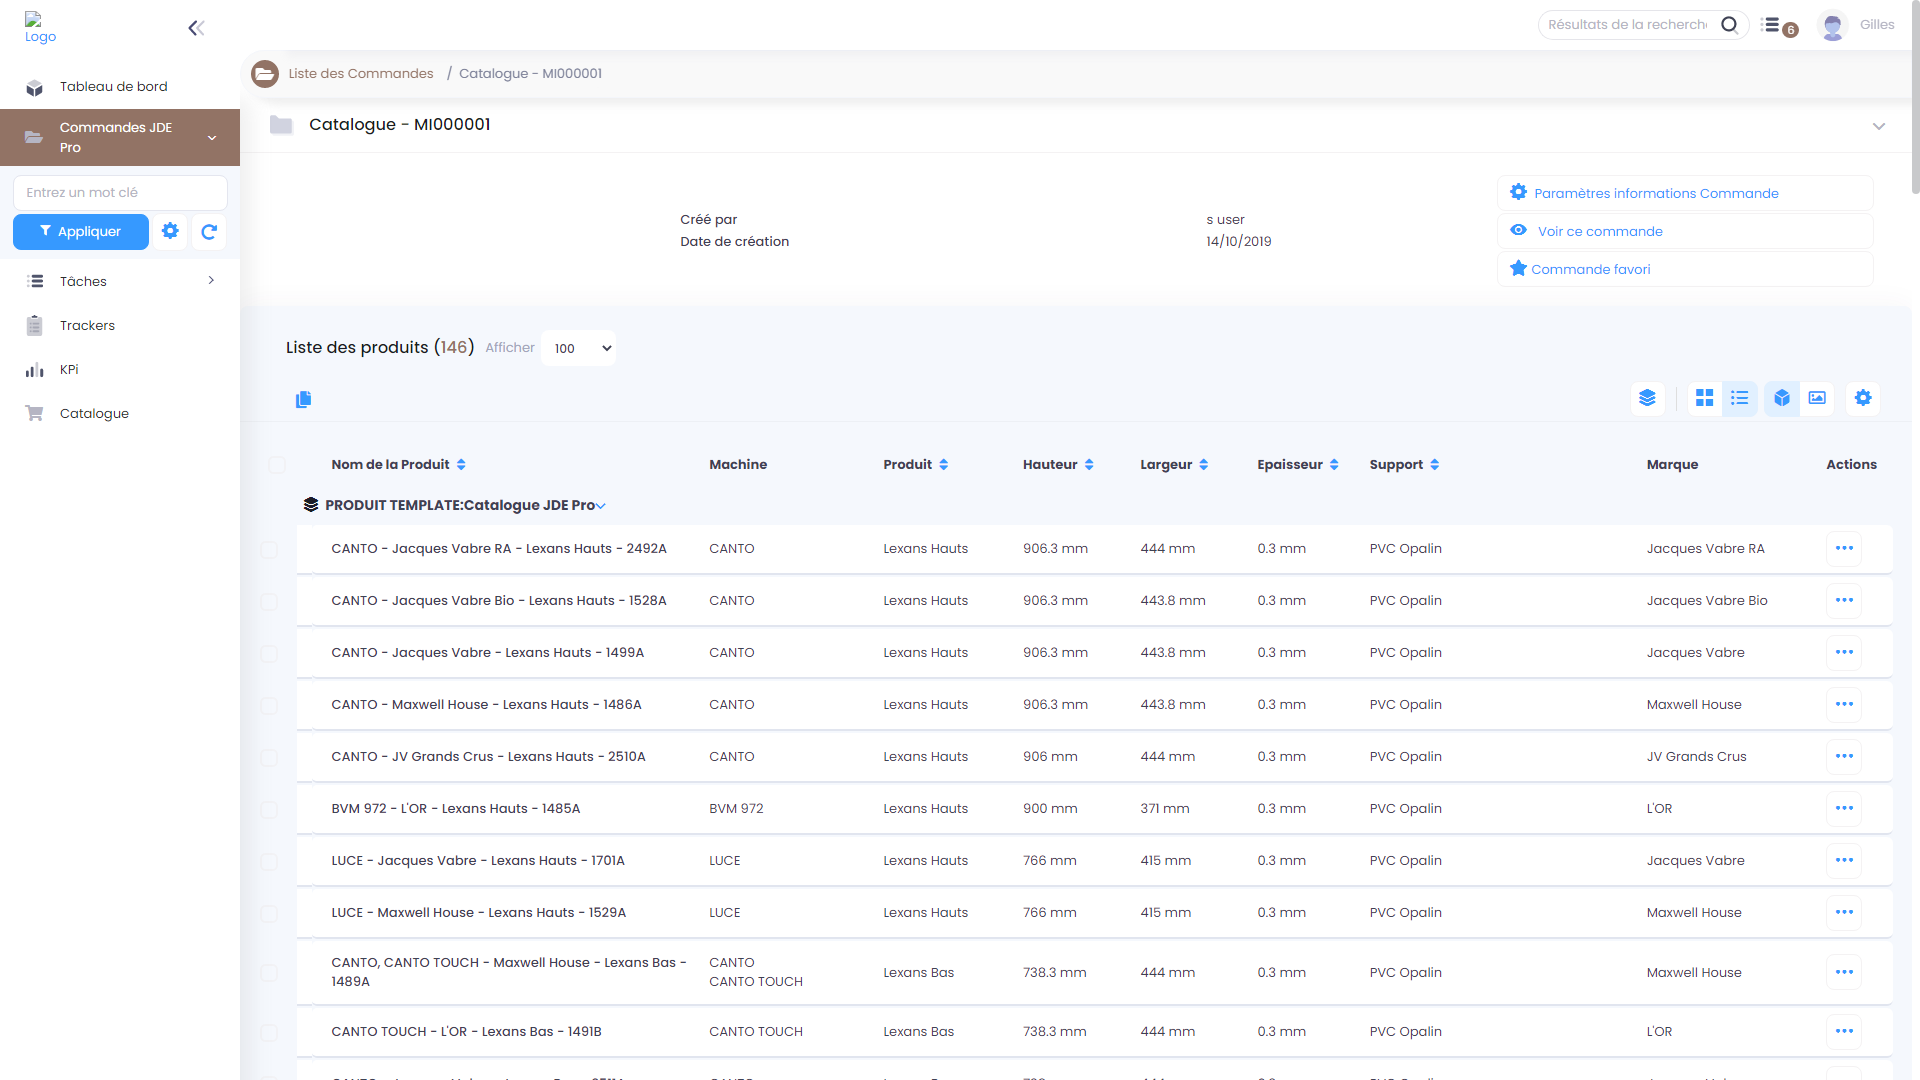 Logo
Résultats de la recherch
6
Gilles
Tableau de bord
Commandes JDE
Pro
Entrez un mot clé
Appliquer
Tâches
Trackers
KPi
Catalogue
Liste des Commandes / Catalogue - MI000001
Catalogue - MI000001
Créé par s user
Date de création 14/10/2019
Paramètres informations Commande
Voir ce commande
Commande favori
Liste des produits (146) Afficher 100
Nom de la Produit Machine Produit Hauteur Largeur Epaisseur Support Marque Actions
PRODUIT TEMPLATE:Catalogue JDE Pro
CANTO - Jacques Vabre RA - Lexans Hauts - 2492A CANTO Lexans Hauts 906.3 mm 444 mm 0.3 mm PVC Opalin Jacques Vabre RA
CANTO - Jacques Vabre Bio - Lexans Hauts - 1528A CANTO Lexans Hauts 906.3 mm 443.8 mm 0.3 mm PVC Opalin Jacques Vabre Bio
CANTO - Jacques Vabre - Lexans Hauts - 1499A CANTO Lexans Hauts 906.3 mm 443.8 mm 0.3 mm PVC Opalin Jacques Vabre
CANTO - Maxwell House - Lexans Hauts - 1486A CANTO Lexans Hauts 906.3 mm 443.8 mm 0.3 mm PVC Opalin Maxwell House
CANTO - JV Grands Crus - Lexans Hauts - 2510A CANTO Lexans Hauts 906 mm 444 mm 0.3 mm PVC Opalin JV Grands Crus
BVM 972 - L'OR - Lexans Hauts - 1485A BVM 972 Lexans Hauts 900 mm 371 mm 0.3 mm PVC Opalin L'OR
LUCE - Jacques Vabre - Lexans Hauts - 1701A LUCE Lexans Hauts 766 mm 415 mm 0.3 mm PVC Opalin Jacques Vabre
LUCE - Maxwell House - Lexans Hauts - 1529A LUCE Lexans Hauts 766 mm 415 mm 0.3 mm PVC Opalin Maxwell House
CANTO, CANTO TOUCH - Maxwell House - Lexans Bas - CANTO
1489A CANTO TOUCH Lexans Bas 738.3 mm 444 mm 0.3 mm PVC Opalin Maxwell House
CANTO TOUCH - L'OR - Lexans Bas - 1491B CANTO TOUCH Lexans Bas 738.3 mm 444 mm 0.3 mm PVC Opalin L'OR